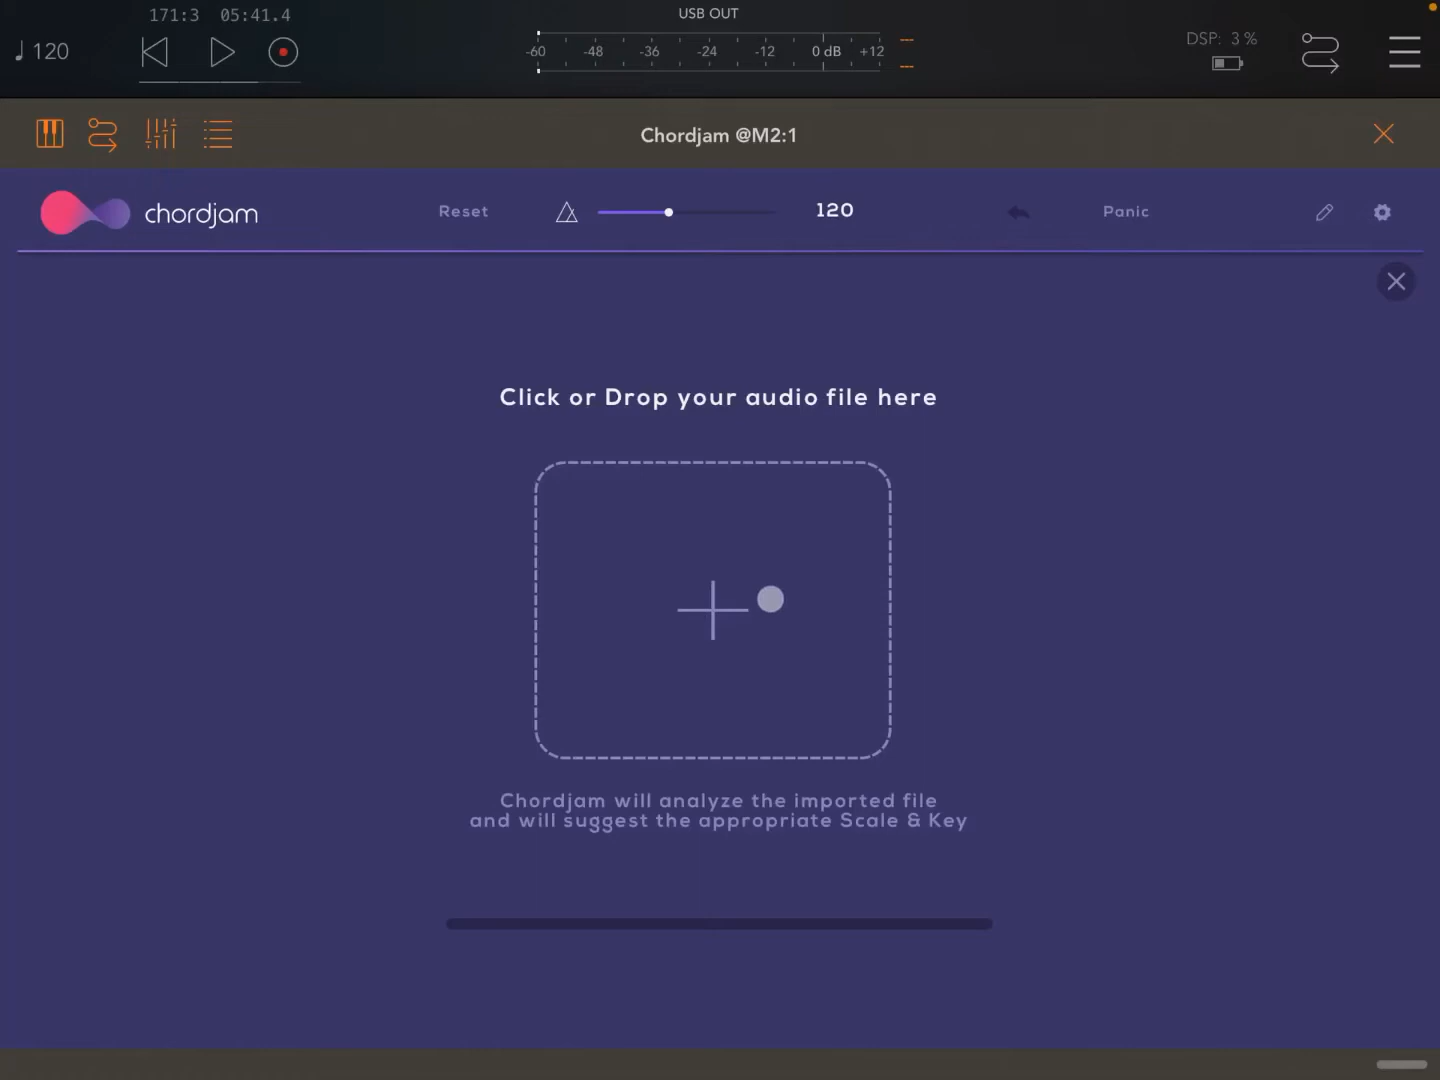 171:3 05:41.4
USB OUT
120
-60 -48 -36 -24 -12 0 dB +12
DSP: 3 %
Chordjam @M2:1
chordjam
Reset
120
Panic
Click or Drop your audio file here
Chordjam will analyze the imported file
and will suggest the appropriate Scale & Key